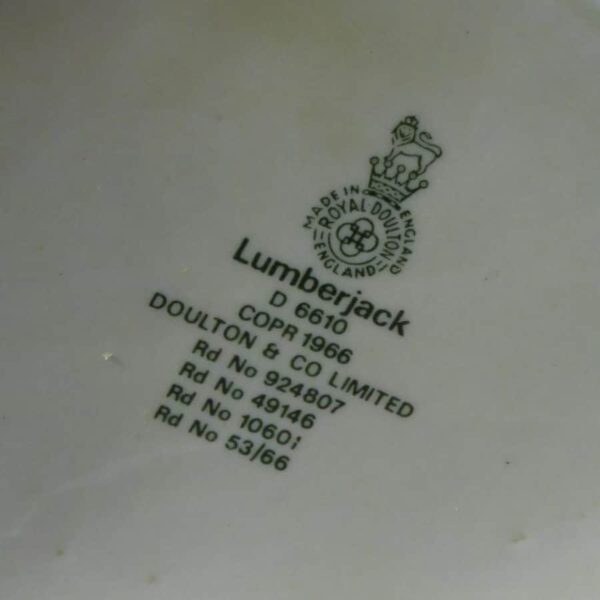 MADE IN ENGLAND
ROYAL·DOULTON
ENGLAND
Lumberjack
D 6610
COPR 1966
DOULTON & CO LIMITED
Rd No 924807
Rd No 49146
Rd No 10601
Rd No 53/66